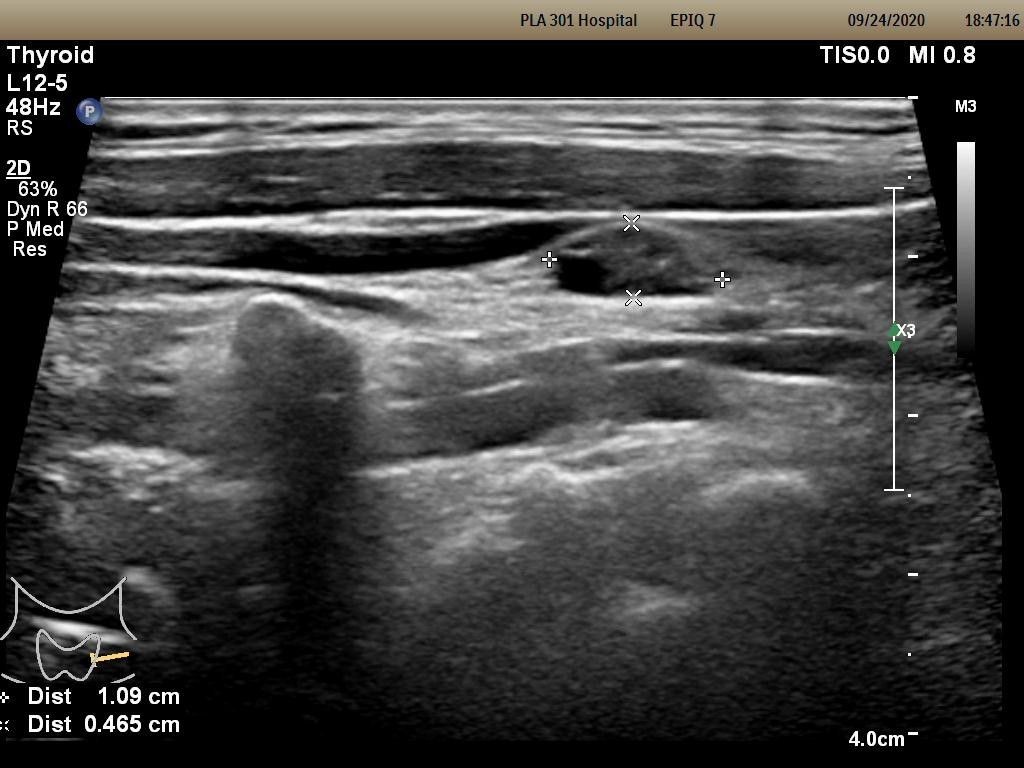 PLA 301 Hospital EPIQ 7 09/24/2020 18:47:16
Thyroid TIS0.0 MI 0.8
L12-5
48Hz P M3
RS
2D
63%
Dyn R 66
P Med
Res
X3
Dist 1.09 cm
Dist 0.465 cm
4.0cm